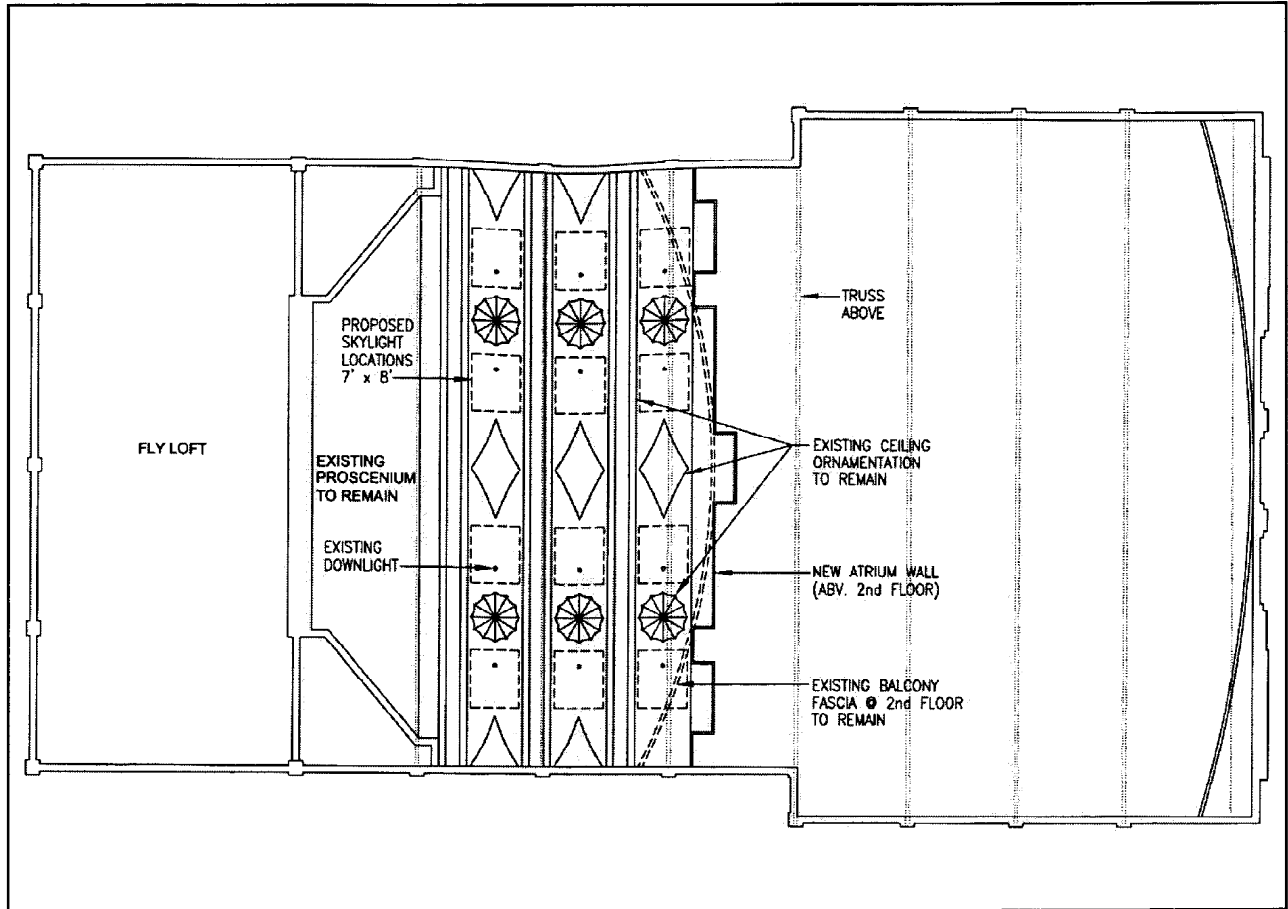 FLY LOFT
PROPOSED
SKYLIGHT
LOCATIONS
7' x 8'
EXISTING
PROSCENIUM
TO REMAIN
EXISTING
DOWNLIGHT
TRUSS
ABOVE
EXISTING CEILING
ORNAMENTATION
TO REMAIN
NEW ATRIUM WALL
(ABV. 2nd FLOOR)
EXISTING BALCONY
FASCIA @ 2nd FLOOR
TO REMAIN